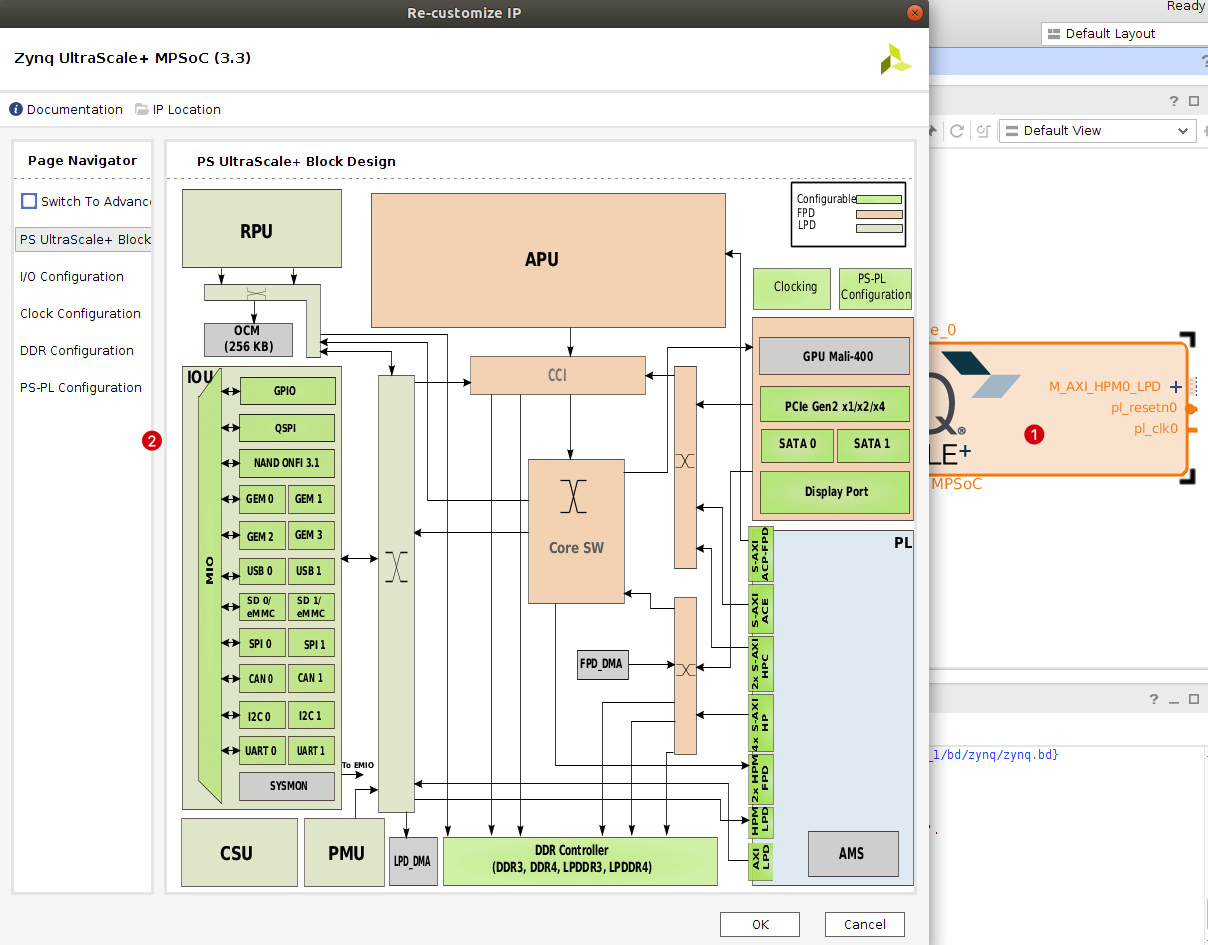 Re-customize IP
Ready
Default Layout
Zynq UltraScale+ MPSoC (3.3)
Documentation
IP Location
Page Navigator
Switch To Advanc
PS UltraScale+ Block
I/O Configuration
Clock Configuration
DDR Configuration
PS-PL Configuration
PS UltraScale+ Block Design
RPU
APU
Configurable
FPD
LPD
Clocking
PS-PL
Configuration
OCM
(256 KB)
CCI
GPU Mali-400
PCIe Gen2 x1/x2/x4
SATA 0
SATA 1
Display Port
IOU
MIO
GPIO
QSPI
NAND ONFI 3.1
GEM 0
GEM 1
GEM 2
GEM 3
USB 0
USB 1
SD 0/
eMMC
SD 1/
eMMC
SPI 0
SPI 1
CAN 0
CAN 1
I2C 0
I2C 1
UART 0
UART 1
SYSMON
To EMIO
2
Core SW
FPD_DMA
PL
S-AXI
ACP-FPD
S-AXI
ACE
2x S-AXI
HPC
4x S-AXI
HP
2x HPM
FPD
HPM
LPD
AXI
LPD
AMS
CSU
PMU
LPD_DMA
DDR Controller
(DDR3, DDR4, LPDDR3, LPDDR4)
OK
Cancel
? 
Default View
e_0
M_AXI_HPM0_LPD
pl_resetn0
pl_clk0
1
Q®
LE+
MPSoC
?
_1/bd/zynq/zynq.bd}